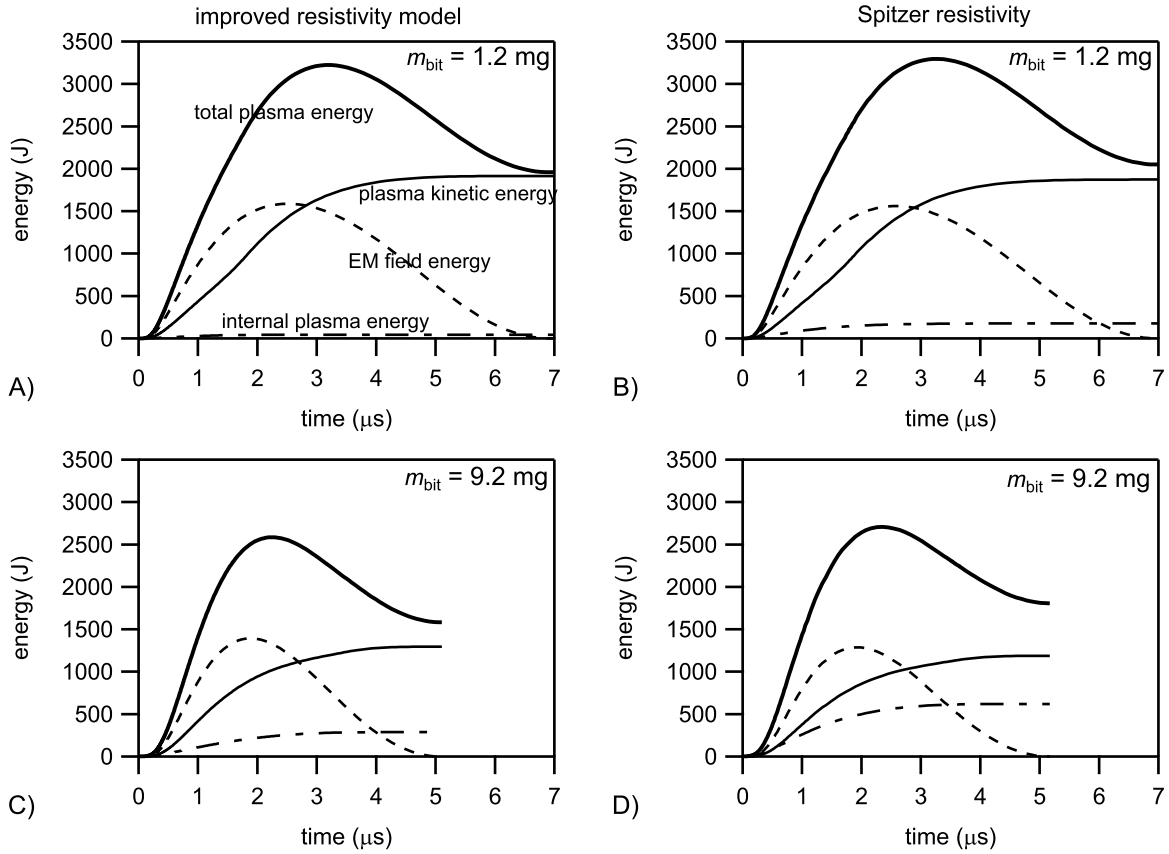 improved resistivity model
Spitzer resistivity
3500
3000
2500
2000
1500
1000
500
0
energy (J)
m_bit = 1.2 mg
total plasma energy
plasma kinetic energy
EM field energy
internal plasma energy
0 1 2 3 4 5 6 7
time (μs)
A)
3500
3000
2500
2000
1500
1000
500
0
energy (J)
m_bit = 1.2 mg
0 1 2 3 4 5 6 7
time (μs)
B)
3500
3000
2500
2000
1500
1000
500
0
energy (J)
m_bit = 9.2 mg
0 1 2 3 4 5 6 7
time (μs)
C)
3500
3000
2500
2000
1500
1000
500
0
energy (J)
m_bit = 9.2 mg
0 1 2 3 4 5 6 7
time (μs)
D)